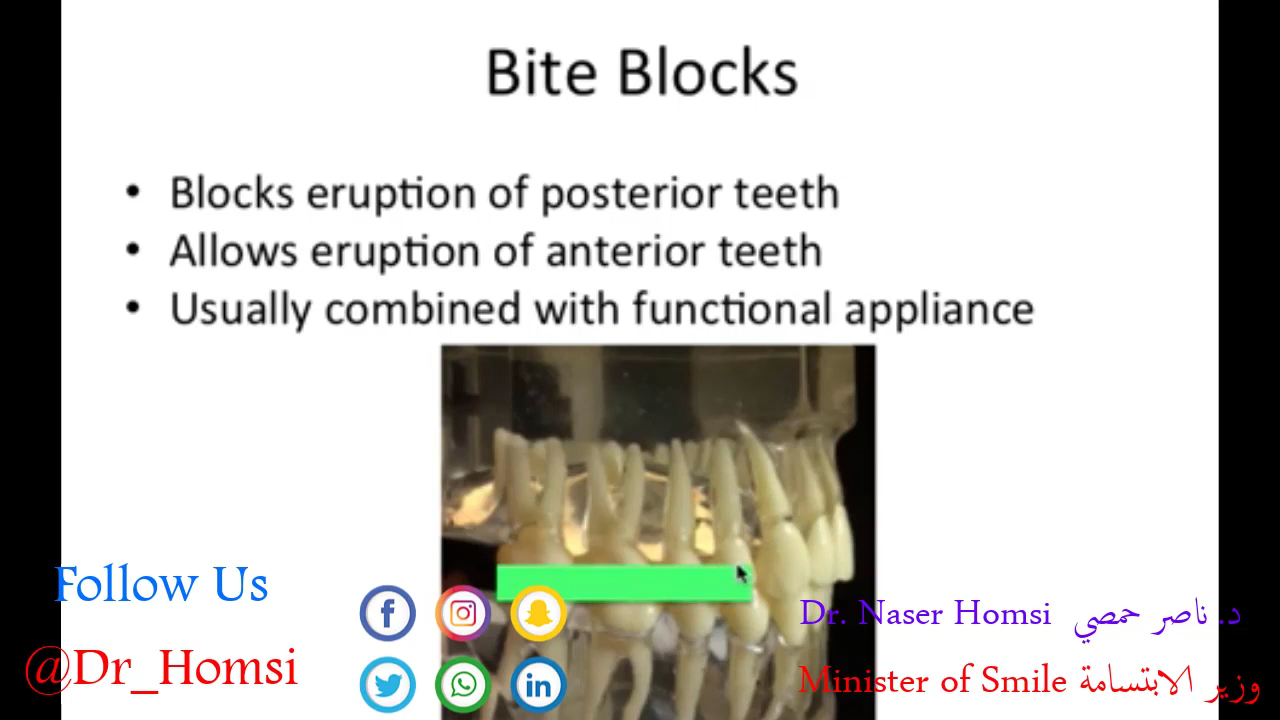 Bite Blocks
• Blocks eruption of posterior teeth
• Allows eruption of anterior teeth
• Usually combined with functional appliance
Follow Us
@Dr_Homsi
Dr. Naser Homsi د. ناصر حمصي
Minister of Smile وزير الابتسامة